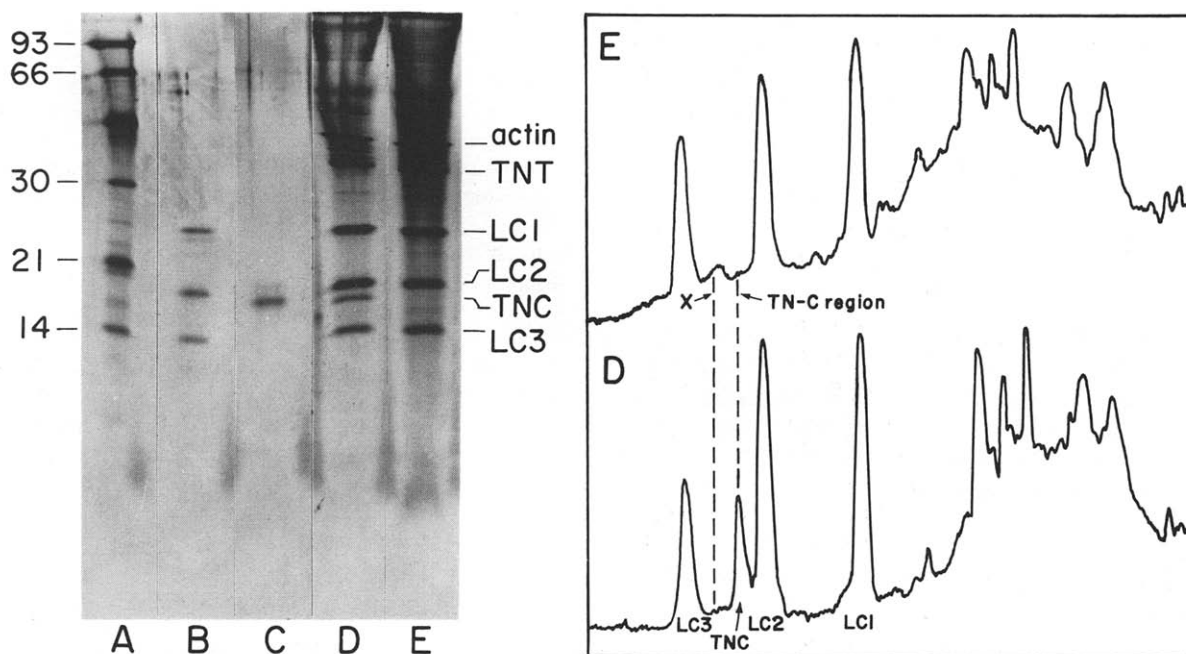 93
66
30
21
14
actin
TNT
LC1
LC2
TNC
LC3
A B C D E
E
X
TN-C region
D
LC3
TNC
LC2
LC1